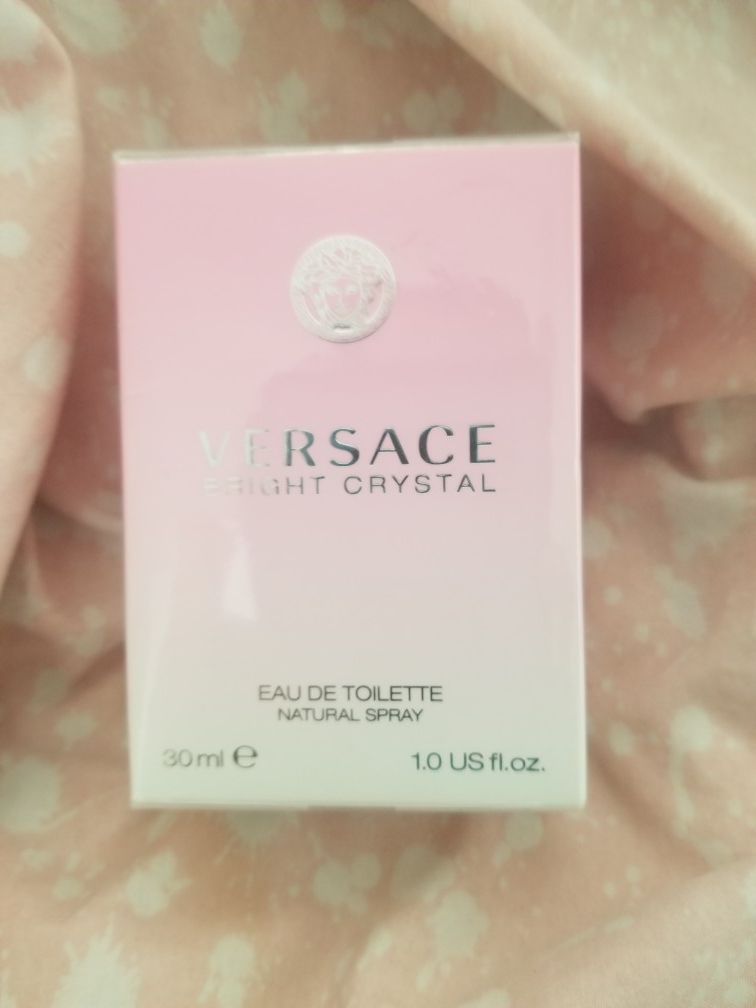 VERSACE
BRIGHT CRYSTAL
EAU DE TOILETTE
NATURAL SPRAY
30 ml ℮
1.0 US fl.oz.